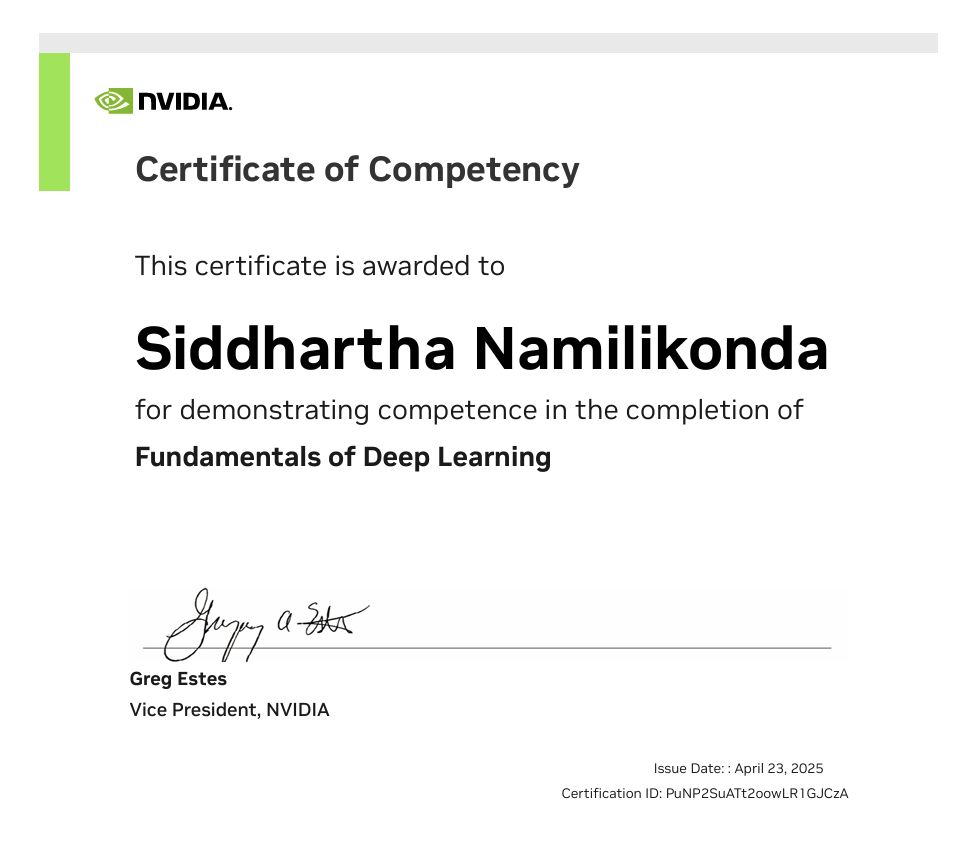 NVIDIA.
Certificate of Competency
This certificate is awarded to
Siddhartha Namilikonda
for demonstrating competence in the completion of
Fundamentals of Deep Learning
Gregory A Estes
Greg Estes
Vice President, NVIDIA
Issue Date: : April 23, 2025
Certification ID: PuNP2SuATt2oowLR1GJCzA